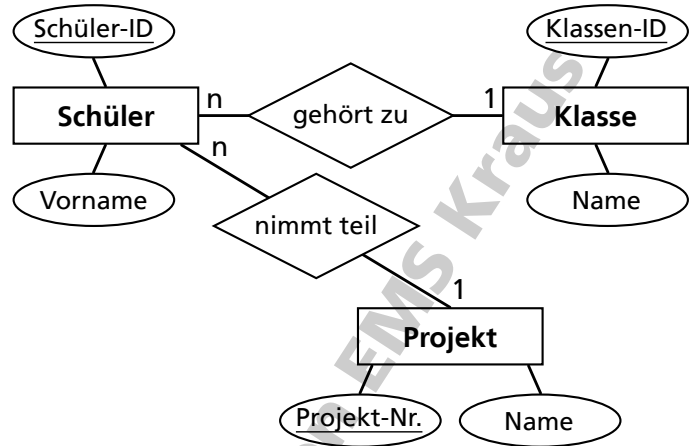 Schüler-ID
Klassen-ID
Schüler
n
gehört zu
1
Klasse
n
Vorname
nimmt teil
Name
1
Projekt
Projekt-Nr.
Name
EMS Kraus